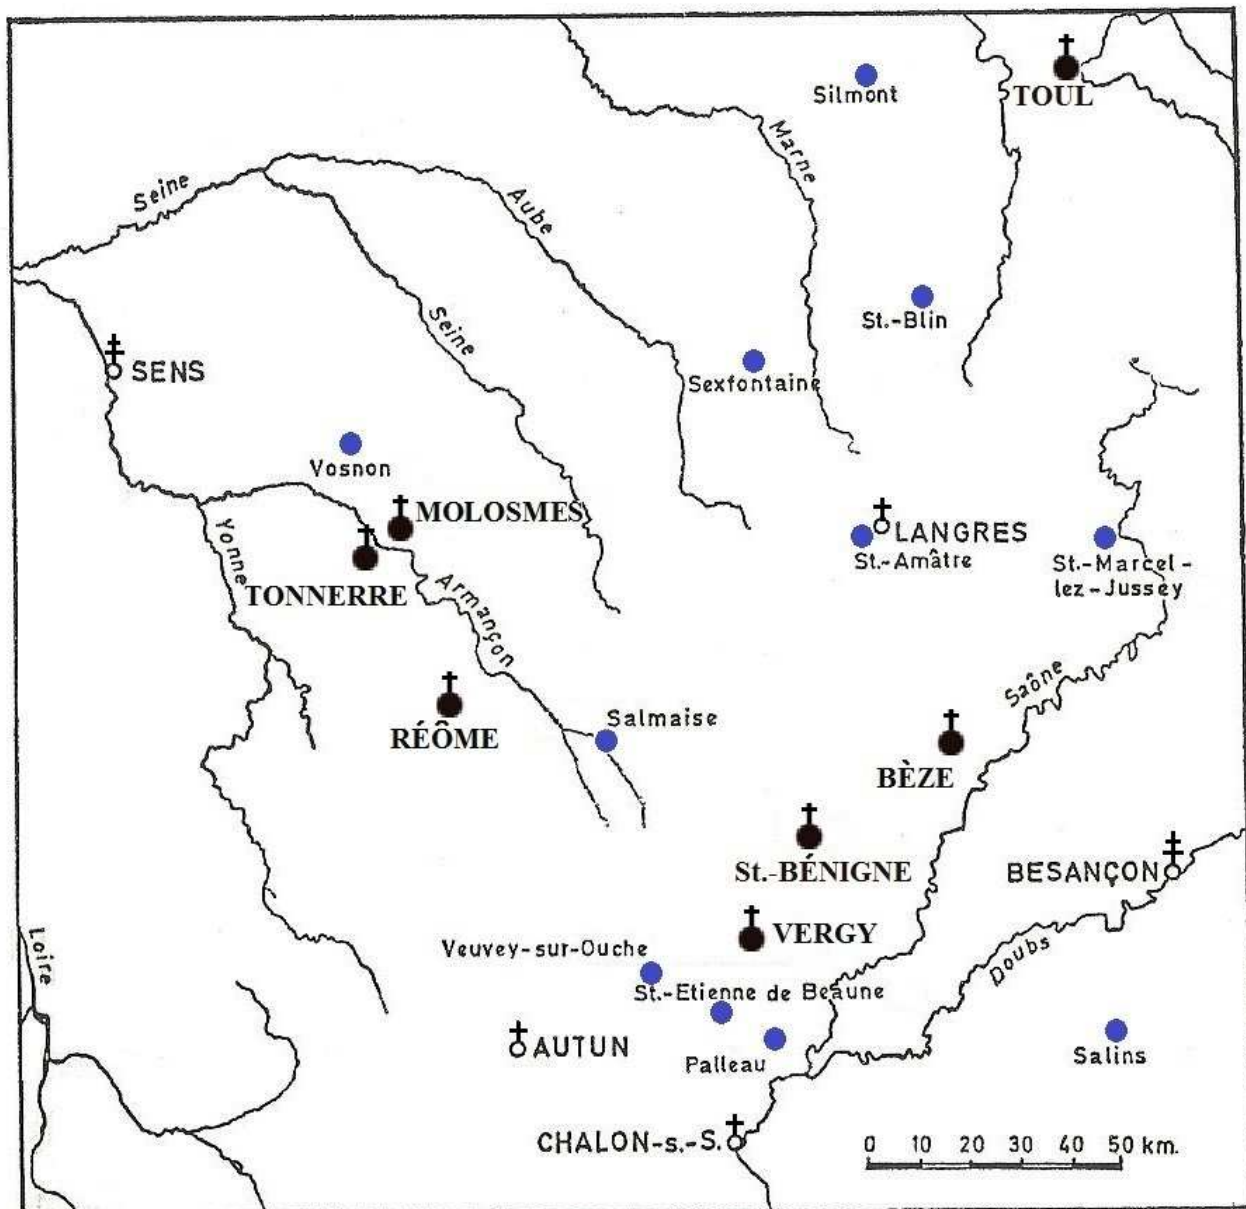 TOUL
Silmont
Marne
Seine
Aube
St.-Blin
Seine
SENS
Sexfontaine
Vosnon
MOLOSMES
LANGRES
St.-Amâtre
St.-Marcel-
lez-Jussey
Yonne
TONNERRE
Armançon
Saône
RÉÔME
Salmaise
BÈZE
St.-BÉNIGNE
BESANÇON
VERGY
Loire
Veuvey-sur-Ouche
Doubs
St.-Etienne de Beaune
AUTUN
Palleau
Salins
CHALON-s.-S.
0 10 20 30 40 50 km.